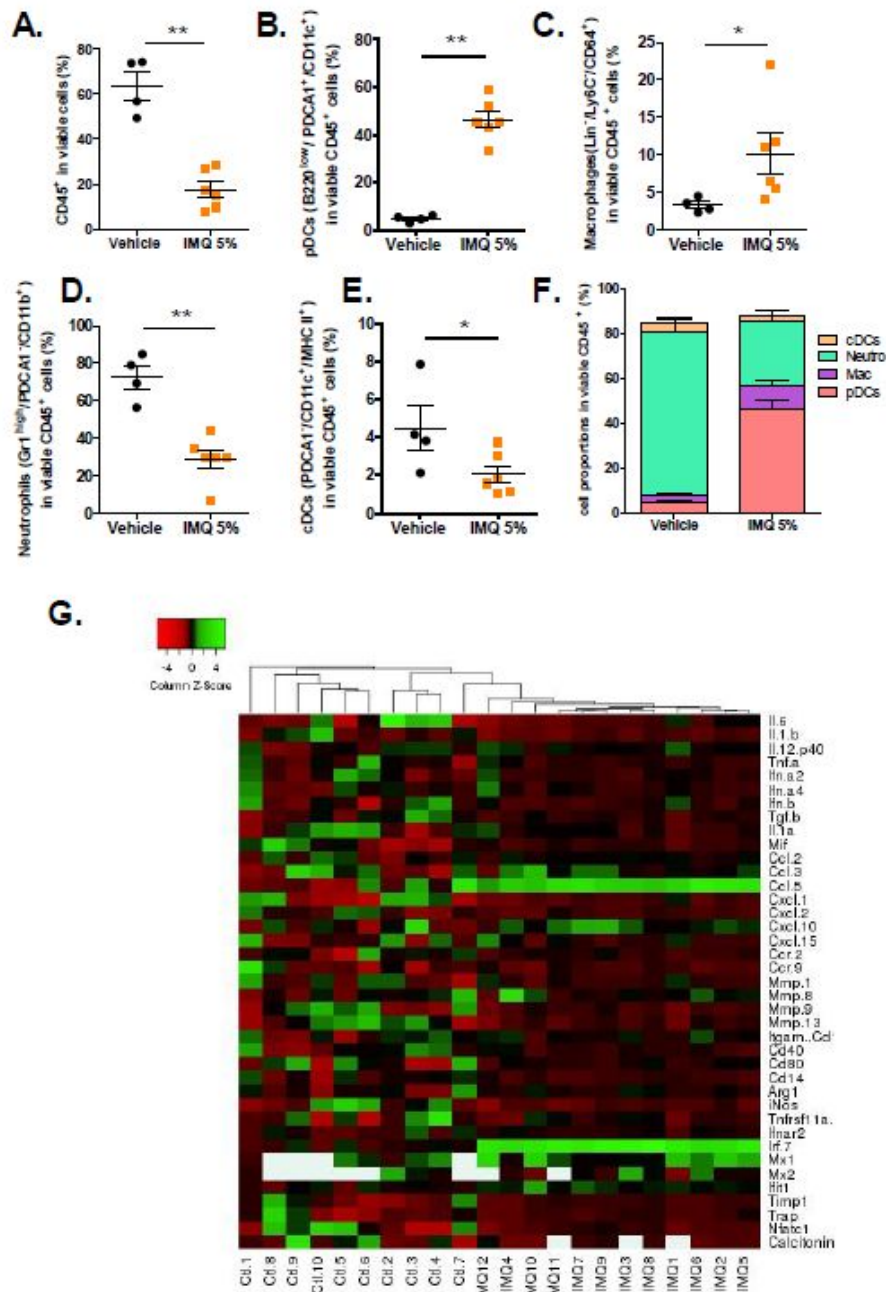 A.
CD45⁺ in viable cells (%)
80
60
40
20
0
**
Vehicle
IMQ 5%
B.
pDCs (B220ˡᵒʷ/ PDCA1⁺/CD11c⁺)
in viable CD45⁺ cells (%)
80
60
40
20
0
**
Vehicle
IMQ 5%
C.
Macrophages(Lin⁻/Ly6C⁻/CD64⁺)
in viable CD45 ⁺ cells (%
25
20
15
10
5
0
*
Vehicle
IMQ 5%
D.
Neutrophils (Gr1 ʰⁱᵍʰ/PDCA1⁻/CD11b⁺)
in viable CD45⁺ cells (%)
100
80
60
40
20
0
**
Vehicle
IMQ 5%
E.
cDCs (PDCA1⁻/CD11c⁺/MHC II⁺)
in viable CD45⁺ cells (%)
10
8
6
4
2
0
*
Vehicle
IMQ 5%
F.
cell proportions in viable CD45 ⁺ (%)
100
80
60
40
20
0
Vehicle
IMQ 5%
cDCs
Neutro
Mac
pDCs
G.
-4 0 4
Column Z-Score
Il.6
Il.1.b
Il.12.p40
Tnf.a
Ifn.a2
Ifn.a4
Ifn.b
Tgf.b
Il.1a
Mif
Ccl.2
Ccl.3
Ccl.5
Cxcl.1
Cxcl.2
Cxcl.10
Cxcl.15
Ccr.2
Ccr.9
Mmp.1
Mmp.8
Mmp.9
Mmp.13
Cd40
Cd80
Cd14
Arg1
iNos
Tnfrsf11a.
Ifnar2
Irf.7
Mx1
Mx2
Ifit1
Timp1
Trap
Nfatc1
Calcitonin
Ctl.1
Ctl.8
Ctl.9
Ctl.10
Ctl.5
Ctl.6
Ctl.2
Ctl.3
Ctl.4
Ctl.7
MQ12
IMQ4
MQ10
MQ11
IMQ7
IMQ9
IMQ3
IMQ8
IMQ1
IMQ6
IMQ2
IMQ5